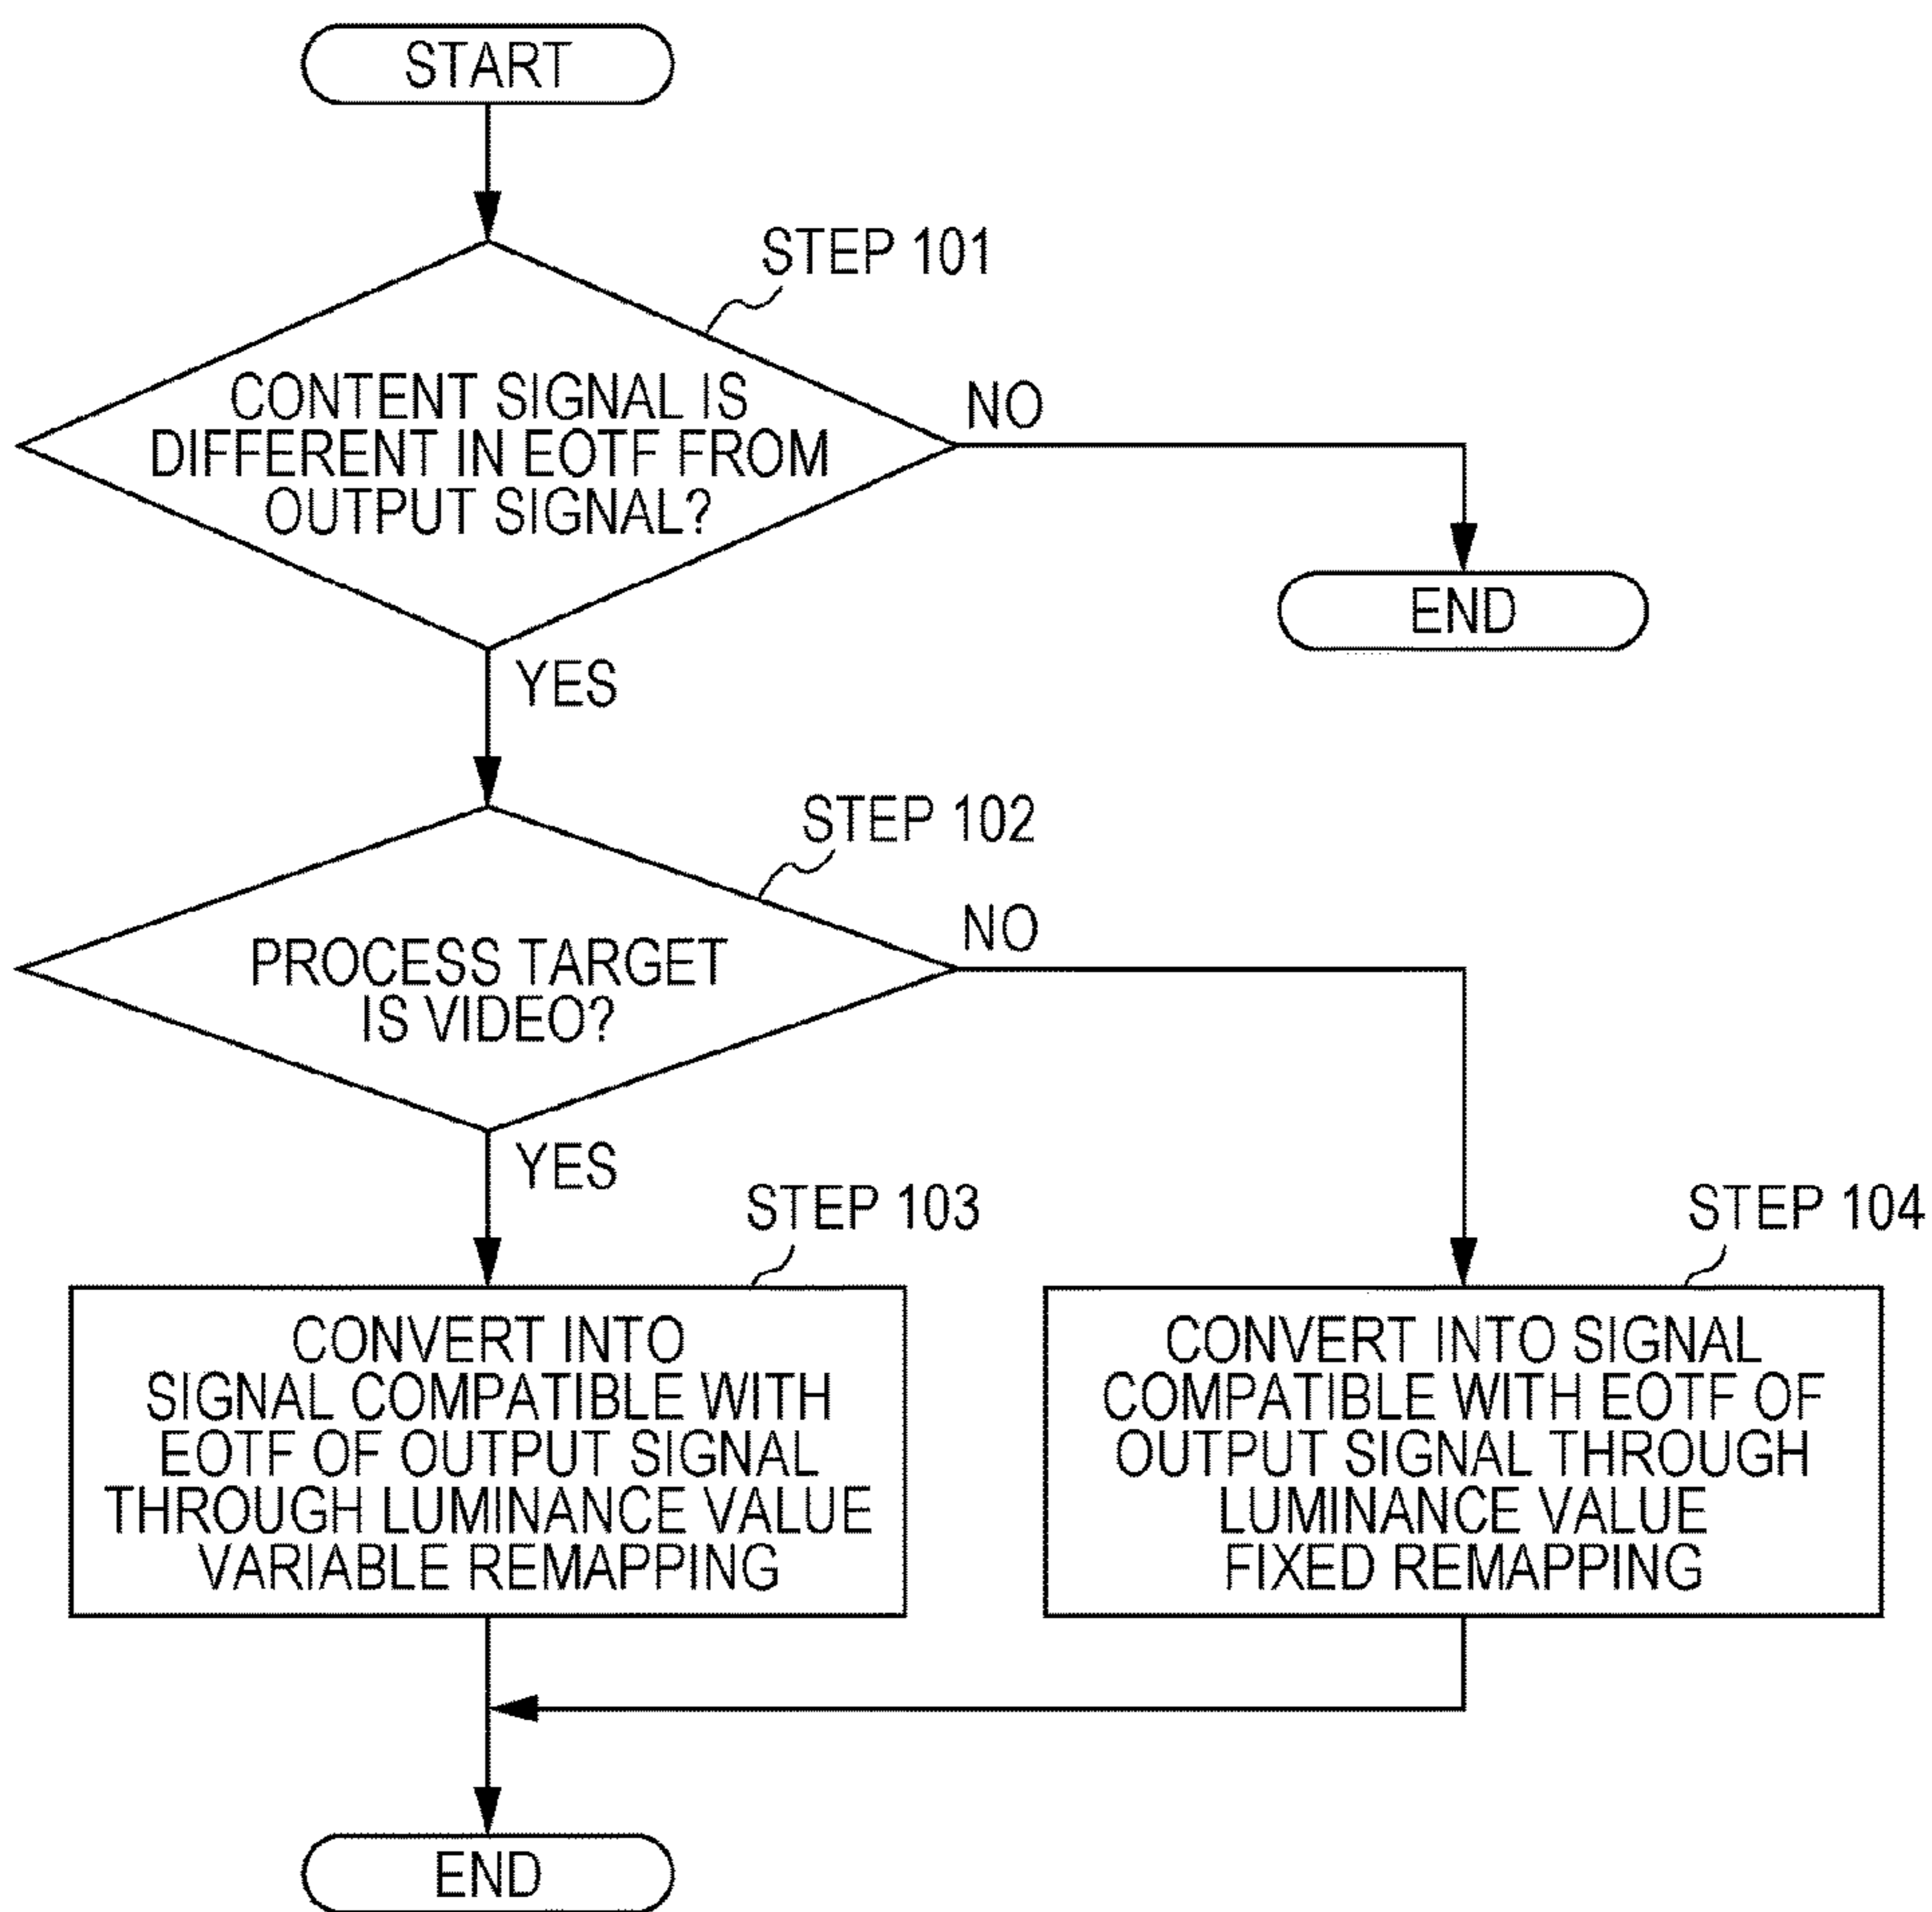 START
STEP 101
CONTENT SIGNAL IS
DIFFERENT IN EOTF FROM
OUTPUT SIGNAL?
NO
END
YES
STEP 102
PROCESS TARGET
IS VIDEO?
NO
YES
STEP 103
CONVERT INTO
SIGNAL COMPATIBLE WITH
EOTF OF OUTPUT SIGNAL
THROUGH LUMINANCE VALUE
VARIABLE REMAPPING
STEP 104
CONVERT INTO SIGNAL
COMPATIBLE WITH EOTF OF
OUTPUT SIGNAL THROUGH
LUMINANCE VALUE
FIXED REMAPPING
END